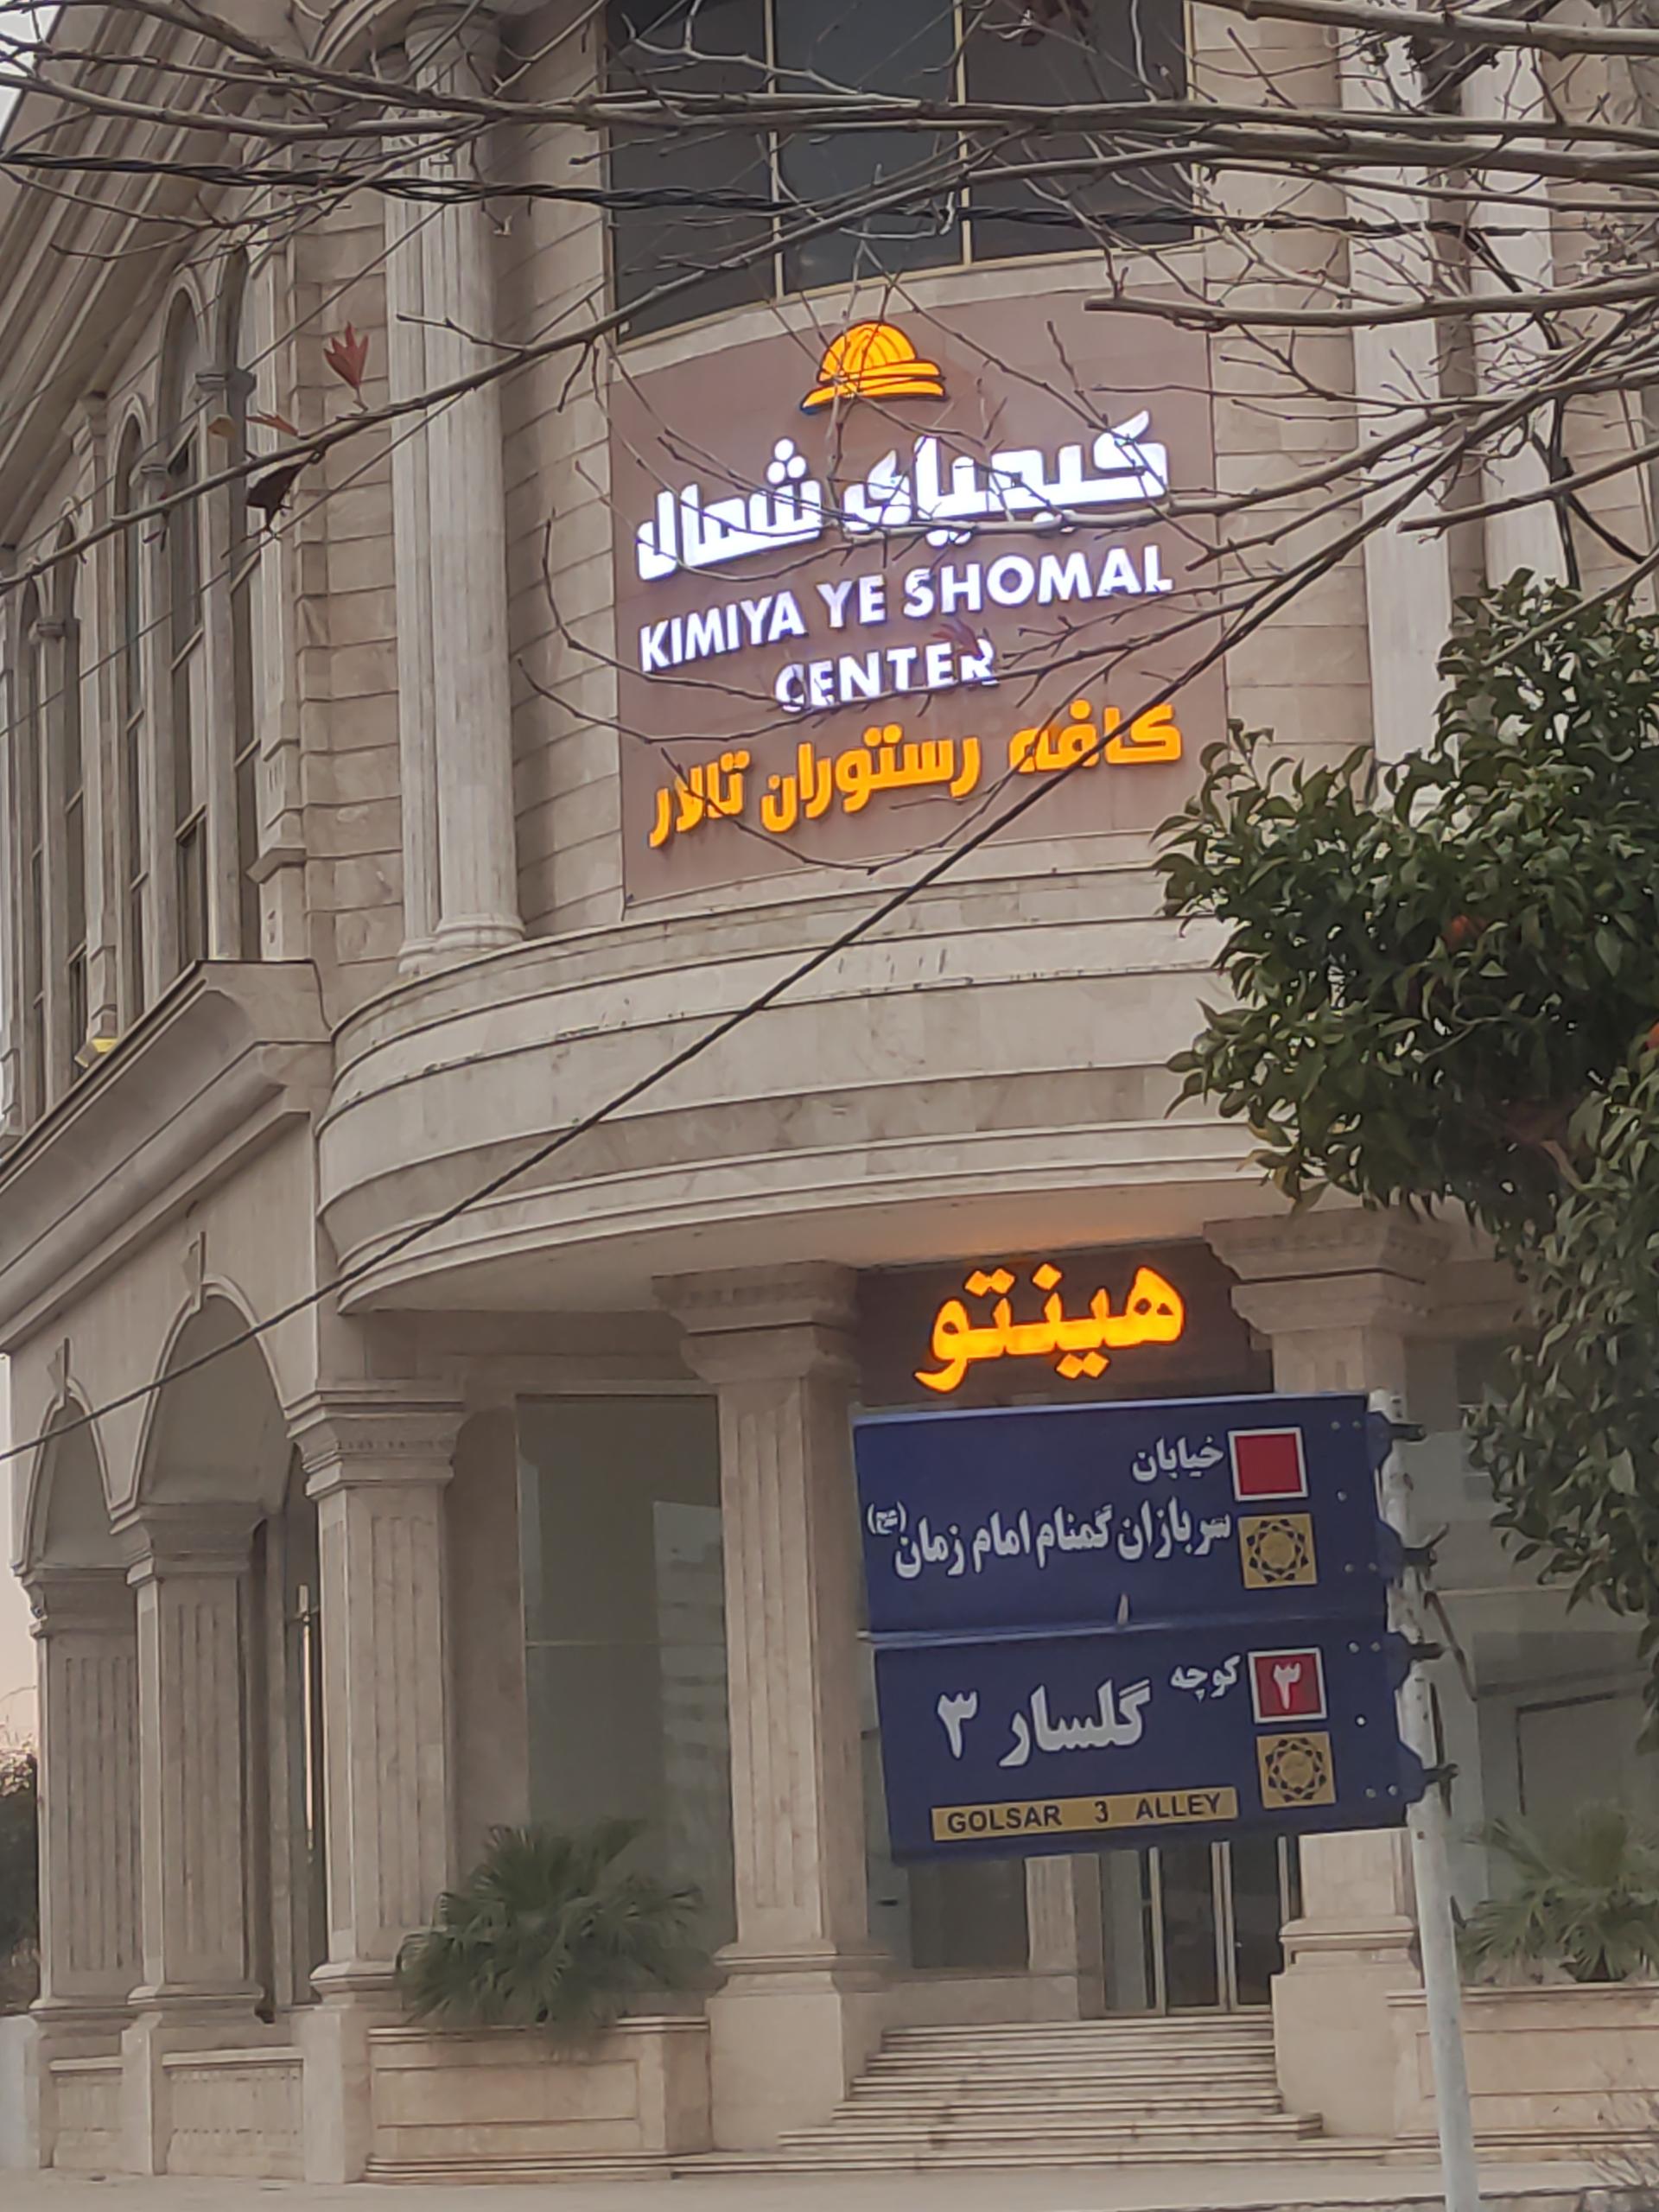 کیمیای شمال
KIMIYA YE SHOMAL
CENTER
کافه رستوران تالار
هینتو
خیابان
سربازان گمنام امام زمان (عج)
کوچه ۳
گلسار ۳
GOLSAR 3 ALLEY